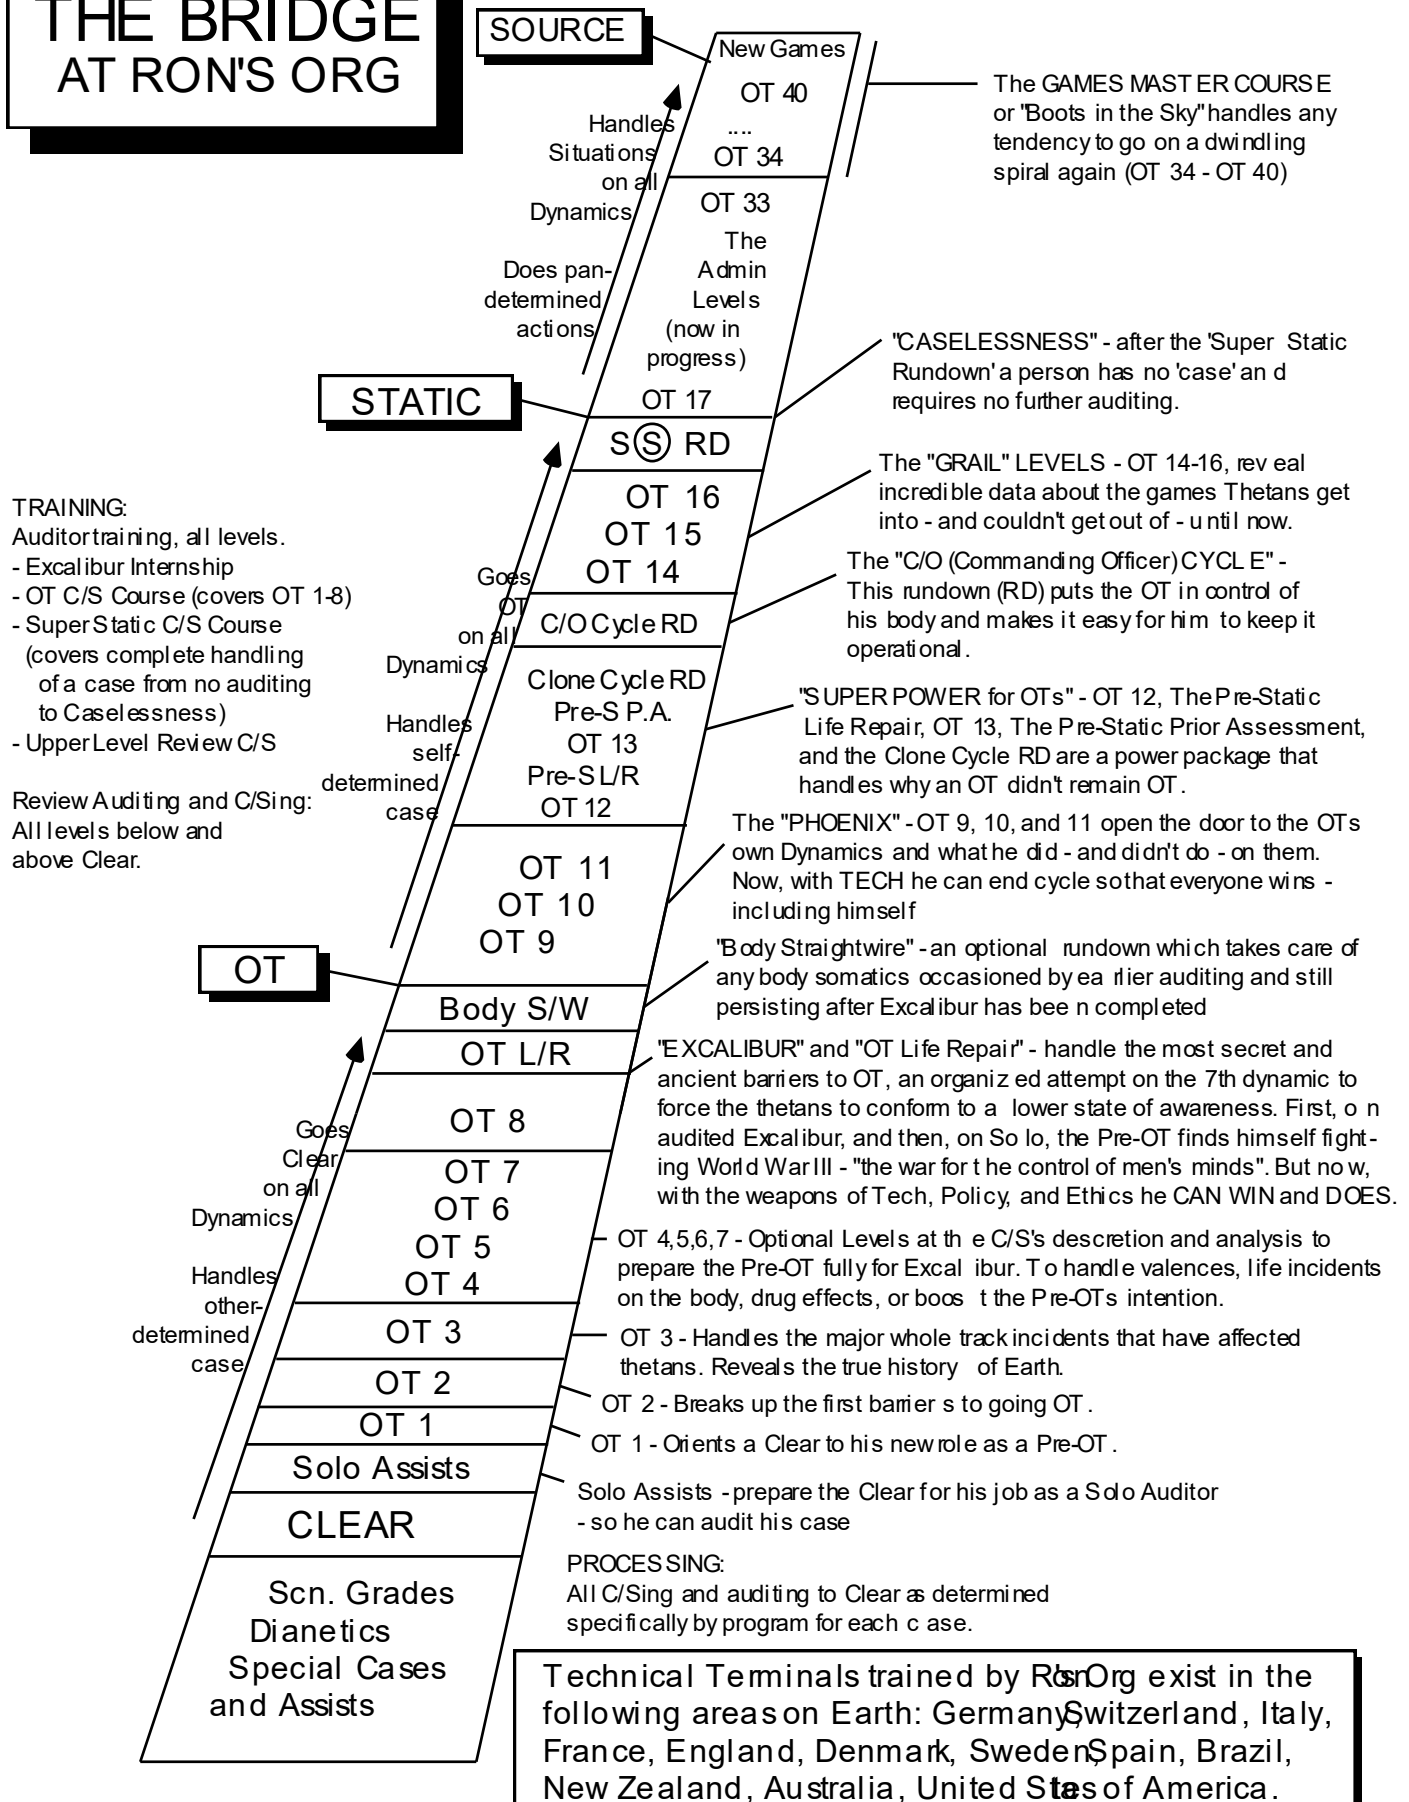 THE BRIDGE
AT RON'S ORG
SOURCE
New Games
OT 40
....
OT 34
The GAMES MASTER COURSE
or "Boots in the Sky" handles any
tendency to go on a dwindling
spiral again (OT 34 - OT 40)
Handles
Situations
on all
Dynamics
Does pan-
determined
actions
OT 33
The
Admin
Levels
(now in
progress)
OT 17
"CASELESSNESS" - after the 'Super Static
Rundown' a person has no 'case' and
requires no further auditing.
STATIC
S S RD
The "GRAIL" LEVELS - OT 14-16, reveal
incredible data about the games Thetans get
into - and couldn't get out of - until now.
OT 16
OT 15
OT 14
TRAINING:
Auditor training, all levels.
- Excalibur Internship
- OT C/S Course (covers OT 1-8)
- Super Static C/S Course
(covers complete handling
of a case from no auditing
to Caselessness)
- Upper Level Review C/S
Review Auditing and C/Sing:
All levels below and
above Clear.
Goes
OT
on all
Dynamics
Handles
self-
determined
case
The "C/O (Commanding Officer) CYCLE" -
This rundown (RD) puts the OT in control of
his body and makes it easy for him to keep it
operational.
C/O Cycle RD
Clone Cycle RD
Pre-S P.A.
OT 13
Pre-S L/R
OT 12
"SUPER POWER for OTs" - OT 12, The Pre-Static
Life Repair, OT 13, The Pre-Static Prior Assessment,
and the Clone Cycle RD are a power package that
handles why an OT didn't remain OT.
The "PHOENIX" - OT 9, 10, and 11 open the door to the OTs
own Dynamics and what he did - and didn't do - on them.
Now, with TECH he can end cycle so that everyone wins -
including himself
OT 11
OT 10
OT 9
OT
"Body Straightwire" - an optional rundown which takes care of
any body somatics occasioned by earlier auditing and still
persisting after Excalibur has been completed
Body S/W
OT L/R
"EXCALIBUR" and "OT Life Repair" - handle the most secret and
ancient barriers to OT, an organized attempt on the 7th dynamic to
force the thetans to conform to a lower state of awareness. First, on
audited Excalibur, and then, on Solo, the Pre-OT finds himself fight-
ing World War III - "the war for the control of men's minds". But now,
with the weapons of Tech, Policy, and Ethics he CAN WIN and DOES.
OT 8
Goes
Clear
on all
Dynamics
Handles
other-
determined
case
OT 7
OT 6
OT 5
OT 4
OT 4,5,6,7 - Optional Levels at the C/S's descretion and analysis to
prepare the Pre-OT fully for Excalibur. To handle valences, life incidents
on the body, drug effects, or boost the Pre-OTs intention.
OT 3
OT 3 - Handles the major whole track incidents that have affected
thetans. Reveals the true history of Earth.
OT 2
OT 2 - Breaks up the first barriers to going OT.
OT 1
OT 1 - Orients a Clear to his new role as a Pre-OT.
Solo Assists
Solo Assists - prepare the Clear for his job as a Solo Auditor
- so he can audit his case
CLEAR
PROCESSING:
All C/Sing and auditing to Clear as determined
specifically by program for each case.
Scn. Grades
Dianetics
Special Cases
and Assists
Technical Terminals trained by Ron's Org exist in the
following areas on Earth: Germany, Switzerland, Italy,
France, England, Denmark, Sweden, Spain, Brazil,
New Zealand, Australia, United States of America.